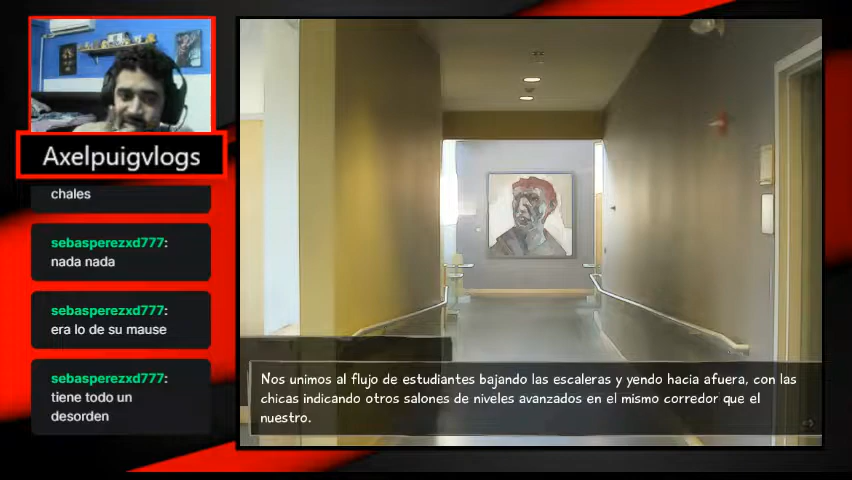 Axelpuigvlogs
chales
sebasperezxd777:
nada nada
sebasperezxd777:
era lo de su mause
sebasperezxd777:
tiene todo un
desorden
Nos unimos al flujo de estudiantes bajando las escaleras y yendo hacia afuera, con las
chicas indicando otros salones de niveles avanzados en el mismo corredor que el
nuestro.